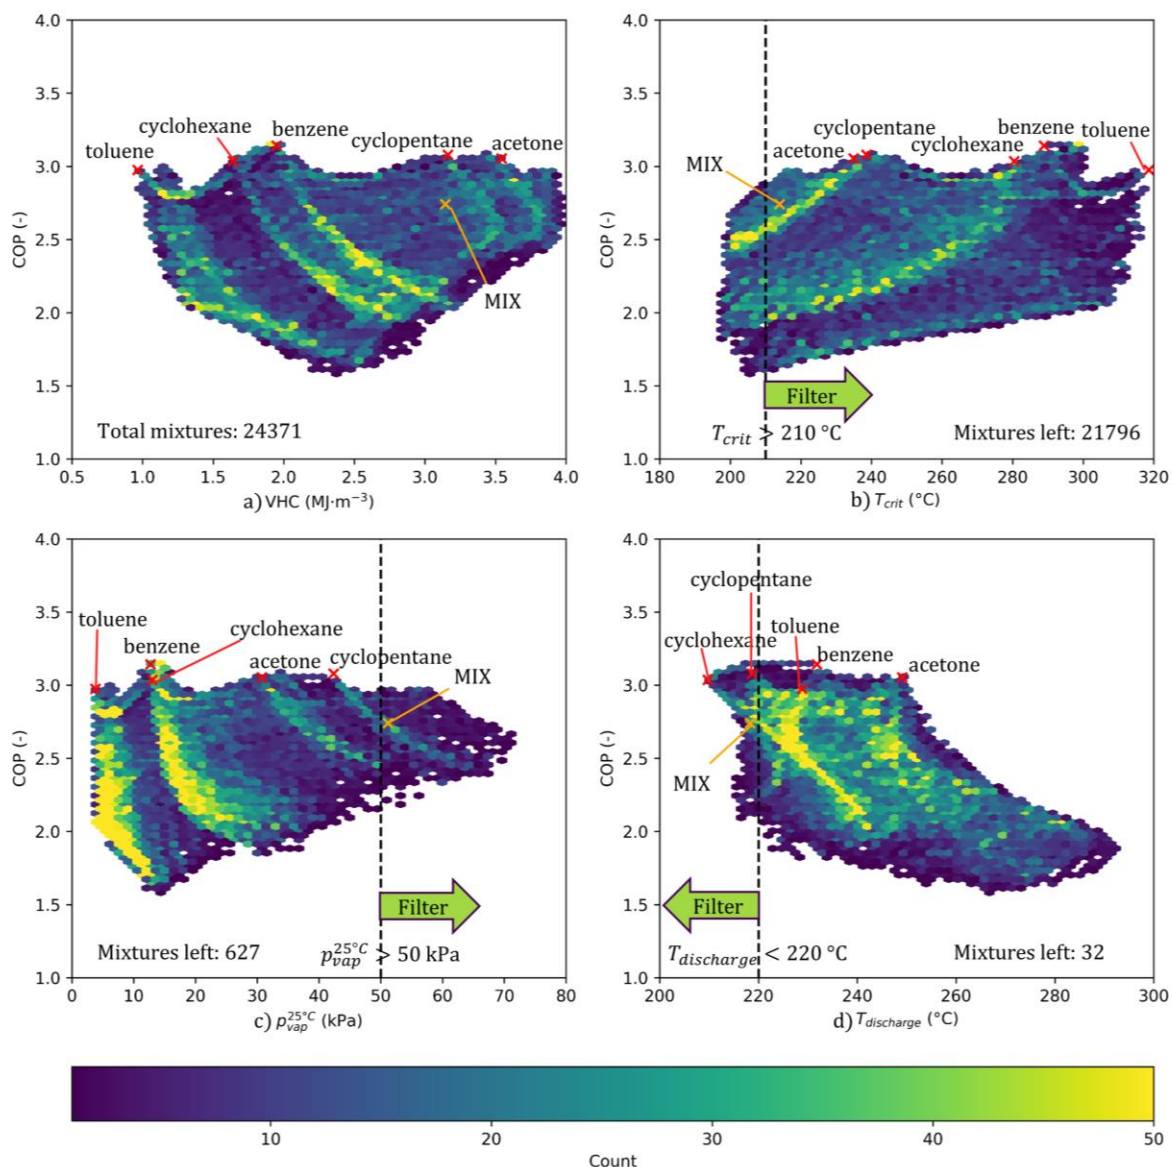 4.0
3.5
3.0
2.5
2.0
1.5
1.0
COP (-)
toluene
cyclohexane
benzene
cyclopentane
acetone
MIX
Total mixtures: 24371
0.5 1.0 1.5 2.0 2.5 3.0 3.5 4.0
a) VHC (MJ·m⁻³)
4.0
3.5
3.0
2.5
2.0
1.5
1.0
COP (-)
MIX
acetone
cyclopentane
cyclohexane
benzene
toluene
Filter
T_crit > 210 °C
Mixtures left: 21796
180 200 220 240 260 280 300 320
b) T_crit (°C)
4.0
3.5
3.0
2.5
2.0
1.5
1.0
COP (-)
toluene
benzene
cyclohexane
acetone
cyclopentane
MIX
Filter
Mixtures left: 627
p_vap^25°C > 50 kPa
0 10 20 30 40 50 60 70 80
c) p_vap^25°C (kPa)
4.0
3.5
3.0
2.5
2.0
1.5
1.0
COP (-)
cyclopentane
cyclohexane
toluene
benzene
acetone
MIX
Filter
T_discharge < 220 °C
Mixtures left: 32
200 220 240 260 280 300
d) T_discharge (°C)
10 20 30 40 50
Count